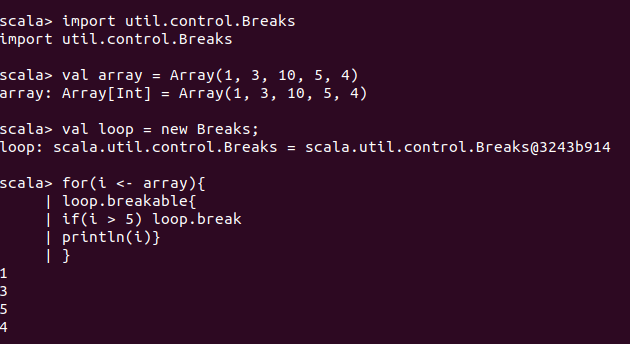 scala> import util.control.Breaks
import util.control.Breaks
scala> val array = Array(1, 3, 10, 5, 4)
array: Array[Int] = Array(1, 3, 10, 5, 4)
scala> val loop = new Breaks;
loop: scala.util.control.Breaks = scala.util.control.Breaks@3243b914
scala> for(i <- array){
     | loop.breakable{
     | if(i > 5) loop.break
     | println(i)}
     | }
1
3
5
4